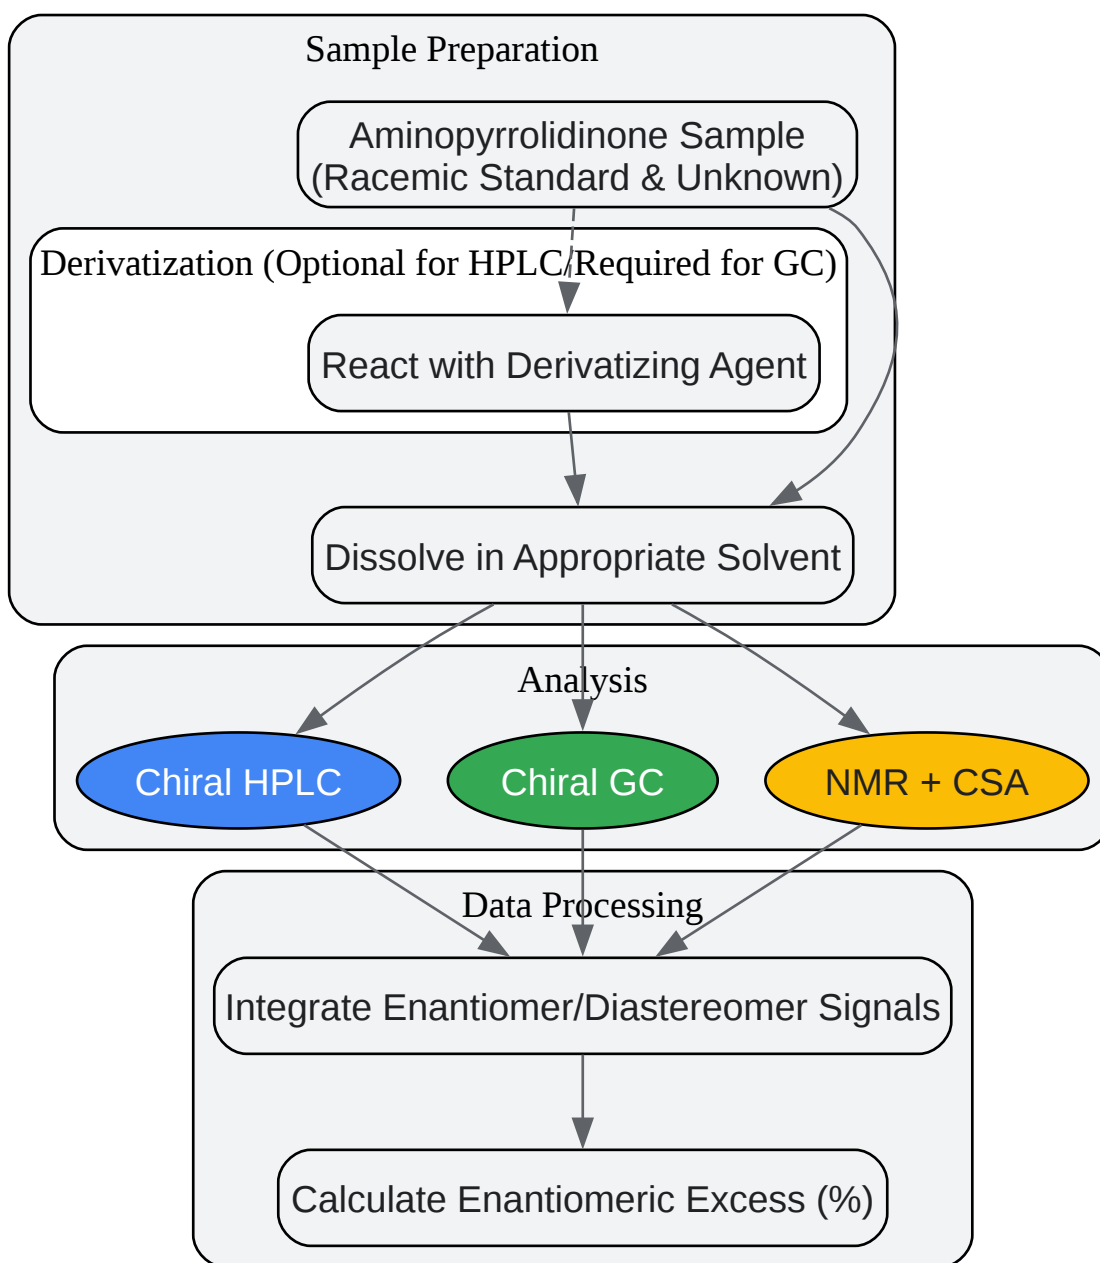 Sample Preparation
Aminopyrrolidinone Sample
(Racemic Standard & Unknown)
Derivatization (Optional for HPLC/Required for GC)
React with Derivatizing Agent
Dissolve in Appropriate Solvent
Analysis
Chiral HPLC
Chiral GC
NMR + CSA
Data Processing
Integrate Enantiomer/Diastereomer Signals
Calculate Enantiomeric Excess (%)